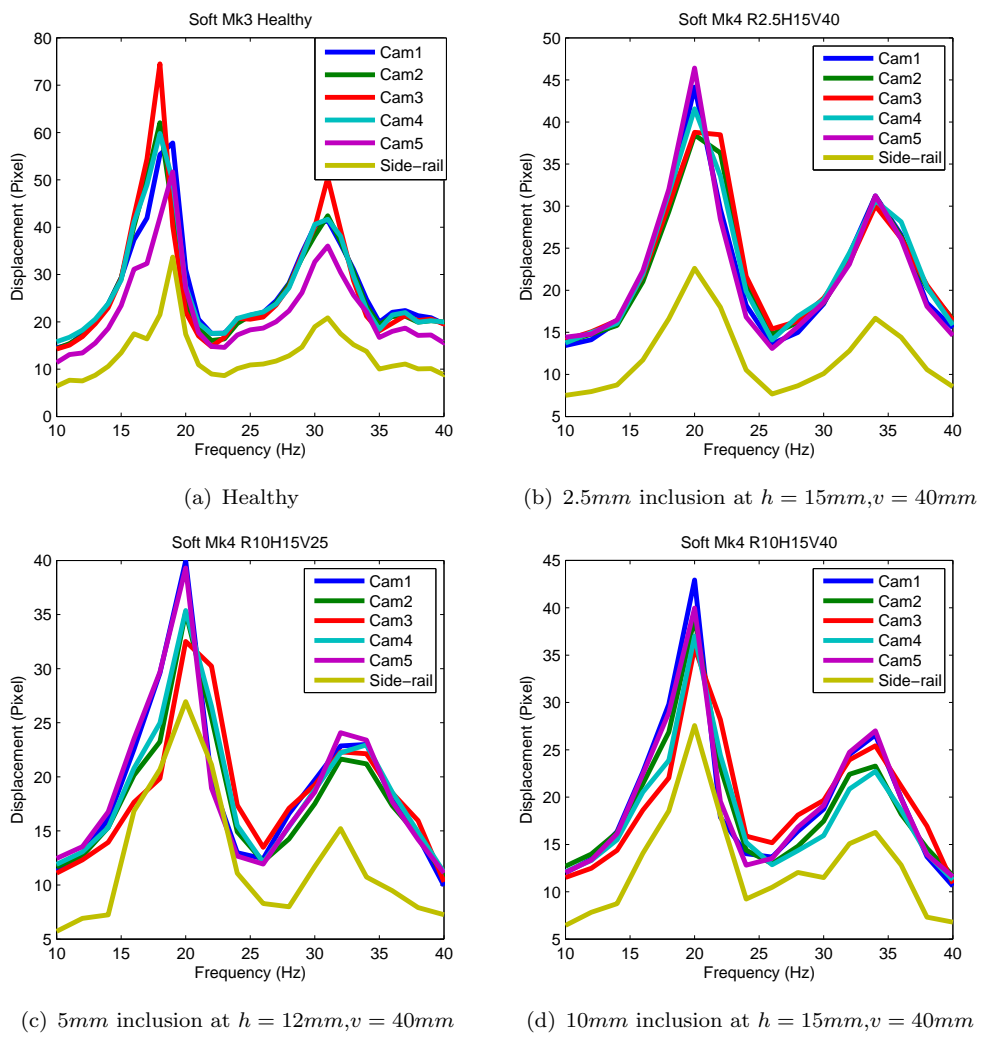 Soft Mk3 Healthy
80
70
60
50
40
30
20
10
0
Displacement (Pixel)
10 15 20 25 30 35 40
Frequency (Hz)
Cam1
Cam2
Cam3
Cam4
Cam5
Side−rail
(a) Healthy
Soft Mk4 R2.5H15V40
50
45
40
35
30
25
20
15
10
5
Displacement (Pixel)
10 15 20 25 30 35 40
Frequency (Hz)
Cam1
Cam2
Cam3
Cam4
Cam5
Side−rail
(b) 2.5mm inclusion at h = 15mm,v = 40mm
Soft Mk4 R10H15V25
40
35
30
25
20
15
10
5
Displacement (Pixel)
10 15 20 25 30 35 40
Frequency (Hz)
Cam1
Cam2
Cam3
Cam4
Cam5
Side−rail
(c) 5mm inclusion at h = 12mm,v = 40mm
Soft Mk4 R10H15V40
45
40
35
30
25
20
15
10
5
Displacement (Pixel)
10 15 20 25 30 35 40
Frequency (Hz)
Cam1
Cam2
Cam3
Cam4
Cam5
Side−rail
(d) 10mm inclusion at h = 15mm,v = 40mm